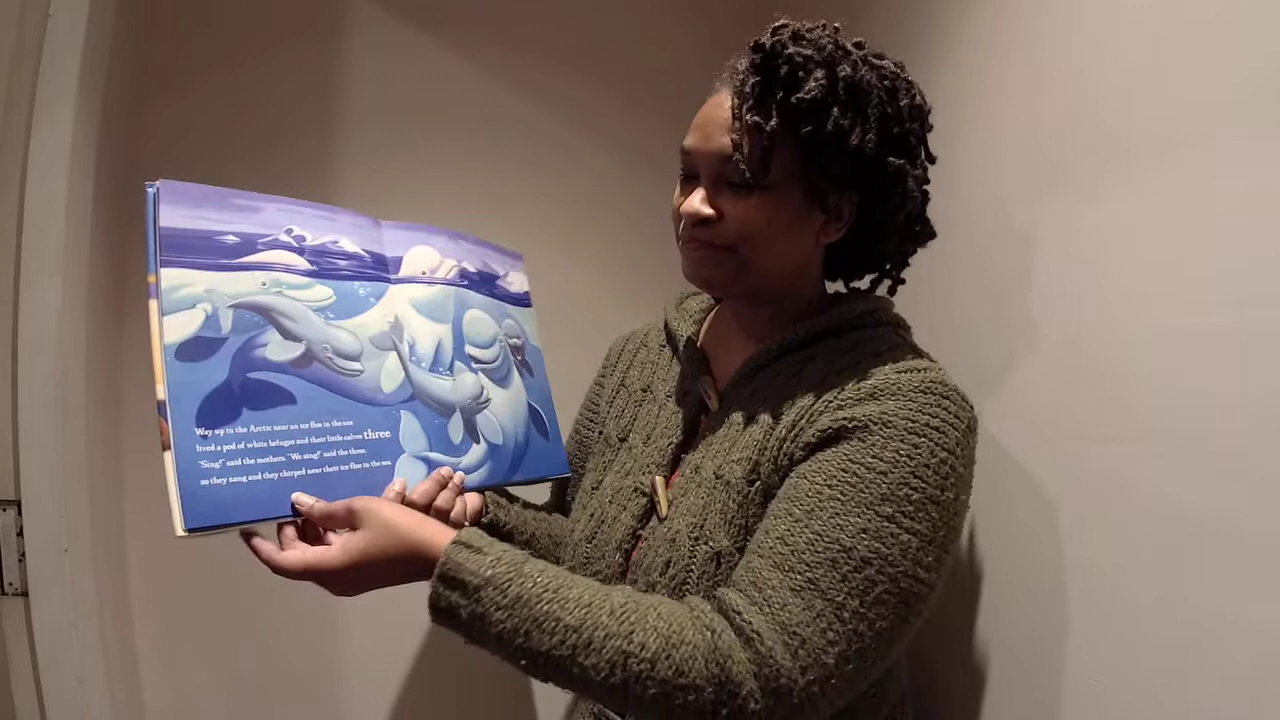 Way up in the Arctic near an ice floe in the sea
lived a pod of white belugas and their little calves three.
"Sing!" said the mothers. "We sing!" said the three.
so they sang and they chirped near their ice floe in the sea.